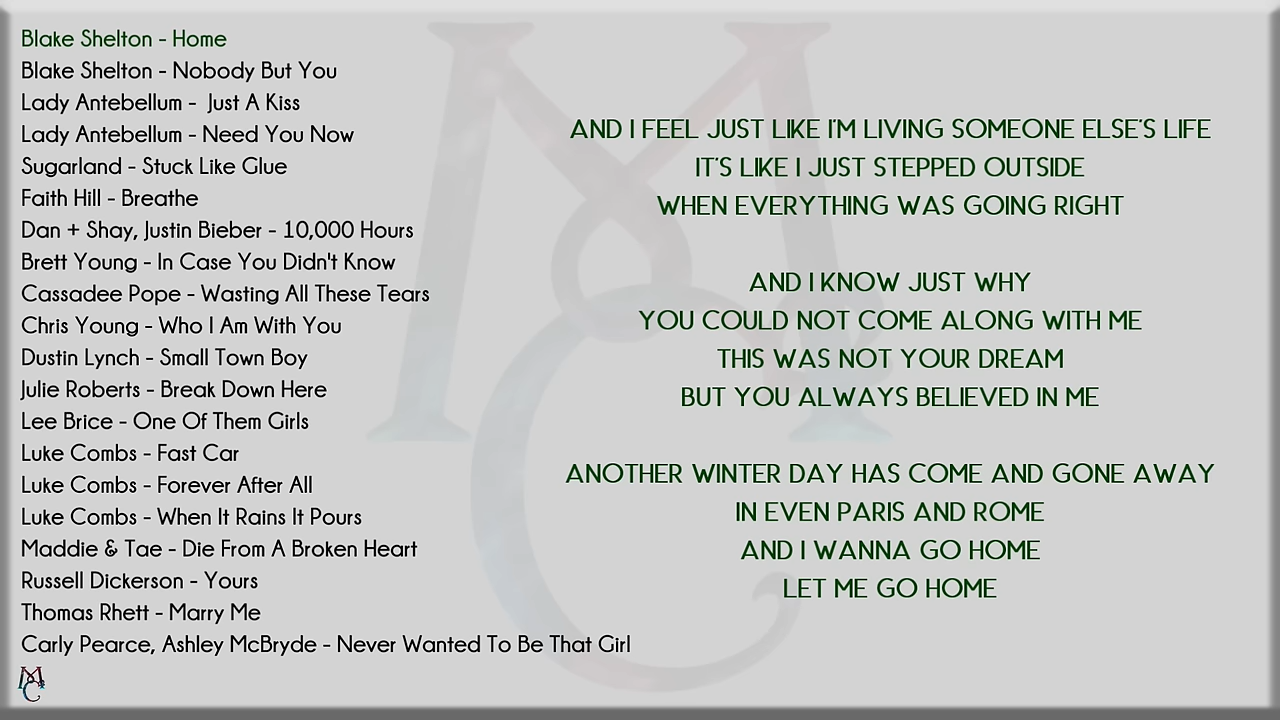 Blake Shelton - Home
Blake Shelton - Nobody But You
Lady Antebellum - Just A Kiss
Lady Antebellum - Need You Now
Sugarland - Stuck Like Glue
Faith Hill - Breathe
Dan + Shay, Justin Bieber - 10,000 Hours
Brett Young - In Case You Didn't Know
Cassadee Pope - Wasting All These Tears
Chris Young - Who I Am With You
Dustin Lynch - Small Town Boy
Julie Roberts - Break Down Here
Lee Brice - One Of Them Girls
Luke Combs - Fast Car
Luke Combs - Forever After All
Luke Combs - When It Rains It Pours
Maddie & Tae - Die From A Broken Heart
Russell Dickerson - Yours
Thomas Rhett - Marry Me
Carly Pearce, Ashley McBryde - Never Wanted To Be That Girl
AND I FEEL JUST LIKE I'M LIVING SOMEONE ELSE'S LIFE
IT'S LIKE I JUST STEPPED OUTSIDE
WHEN EVERYTHING WAS GOING RIGHT
AND I KNOW JUST WHY
YOU COULD NOT COME ALONG WITH ME
THIS WAS NOT YOUR DREAM
BUT YOU ALWAYS BELIEVED IN ME
ANOTHER WINTER DAY HAS COME AND GONE AWAY
IN EVEN PARIS AND ROME
AND I WANNA GO HOME
LET ME GO HOME